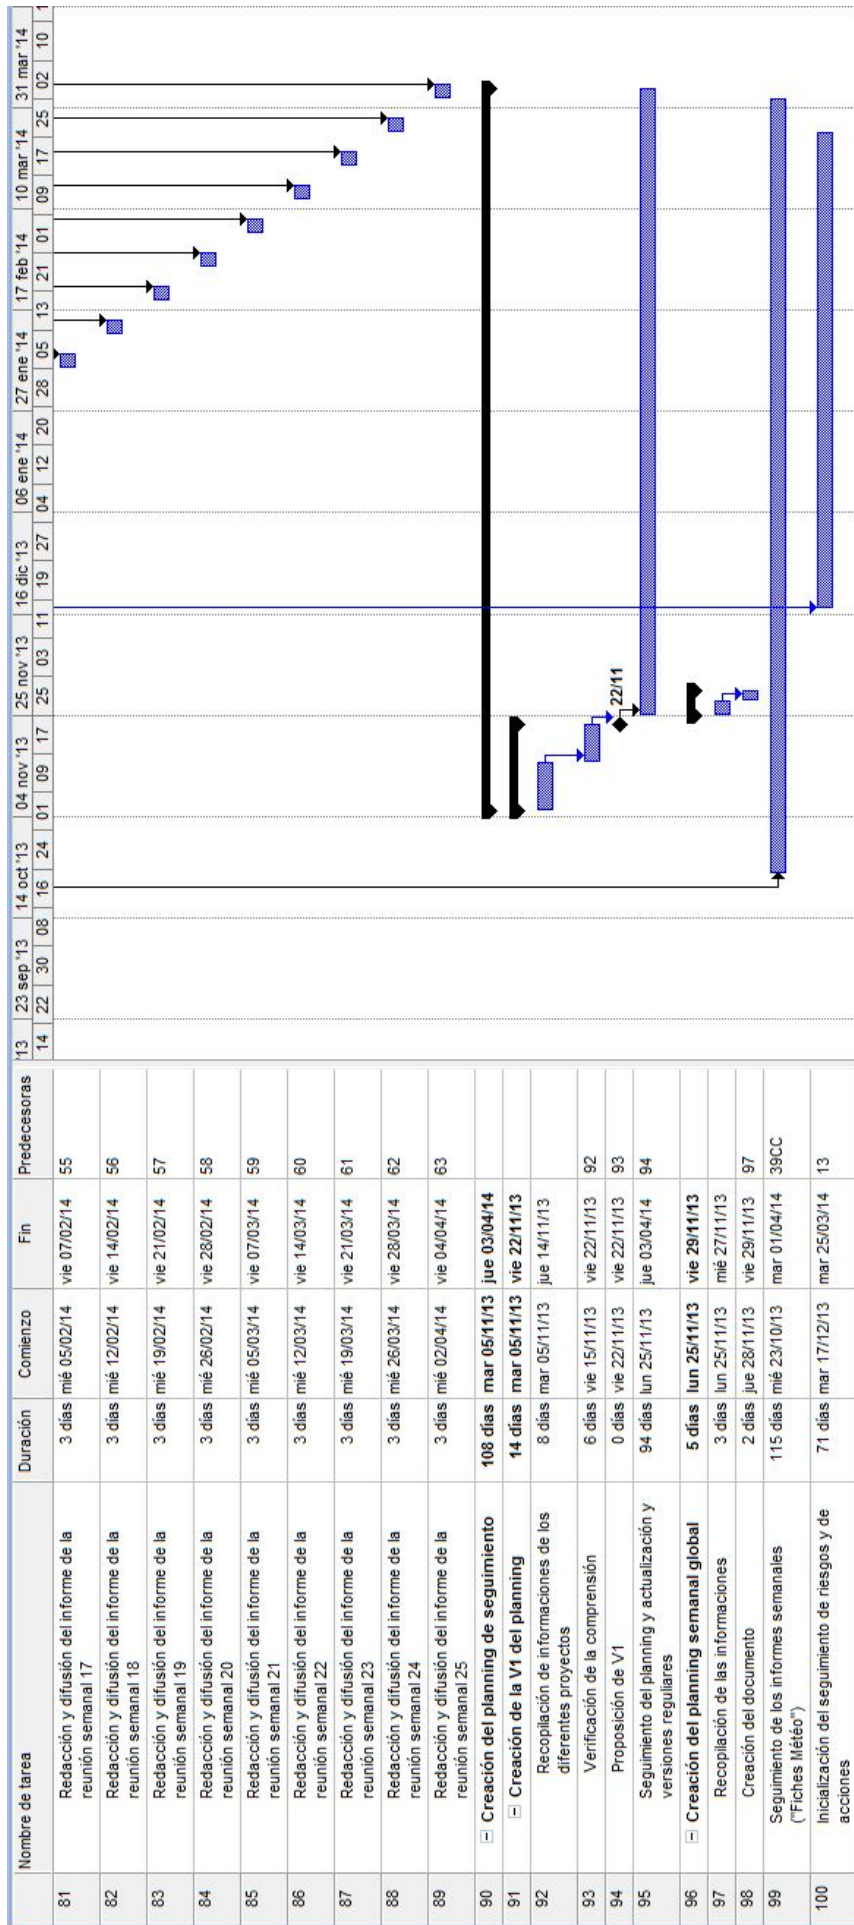 Nombre de tarea Duración Comienzo Fin Predecesoras
81 Redacción y difusión del informe de la 3 días mié 05/02/14 vie 07/02/14 55
reunión semanal 17
82 Redacción y difusión del informe de la 3 días mié 12/02/14 vie 14/02/14 56
reunión semanal 18
83 Redacción y difusión del informe de la 3 días mié 19/02/14 vie 21/02/14 57
reunión semanal 19
84 Redacción y difusión del informe de la 3 días mié 26/02/14 vie 28/02/14 58
reunión semanal 20
85 Redacción y difusión del informe de la 3 días mié 05/03/14 vie 07/03/14 59
reunión semanal 21
86 Redacción y difusión del informe de la 3 días mié 12/03/14 vie 14/03/14 60
reunión semanal 22
87 Redacción y difusión del informe de la 3 días mié 19/03/14 vie 21/03/14 61
reunión semanal 23
88 Redacción y difusión del informe de la 3 días mié 26/03/14 vie 28/03/14 62
reunión semanal 24
89 Redacción y difusión del informe de la 3 días mié 02/04/14 vie 04/04/14 63
reunión semanal 25
90 Creación del planning de seguimiento 108 días mar 05/11/13 jue 03/04/14
91 Creación de la V1 del planning 14 días mar 05/11/13 vie 22/11/13
92 Recopilación de informaciones de los 8 días mar 05/11/13 jue 14/11/13
diferentes proyectos
93 Verificación de la comprensión 6 días vie 15/11/13 vie 22/11/13 92
94 Proposición de V1 0 días vie 22/11/13 vie 22/11/13 93
95 Seguimiento del planning y actualización y 94 días lun 25/11/13 jue 03/04/14 94
versiones reguliares
96 Creación del planning semanal global 5 días lun 25/11/13 vie 29/11/13
97 Recopilación de las informaciones 3 días lun 25/11/13 mié 27/11/13
98 Creación del documento 2 días jue 28/11/13 vie 29/11/13 97
99 Seguimiento de los informes semanales 115 días mié 23/10/13 mar 01/04/14 39CC
("Fiches Météo")
100 Inicialización del seguimiento de riesgos y de 71 días mar 17/12/13 mar 25/03/14 13
acciones
'13 23 sep '13 14 oct '13 04 nov '13 25 nov '13 16 dic '13 06 ene '14 27 ene '14 17 feb '14 10 mar '14 31 mar '14
14 22 30 08 16 24 01 09 17 25 03 11 19 27 04 12 20 28 05 13 21 01 09 17 25 02 10
22/11